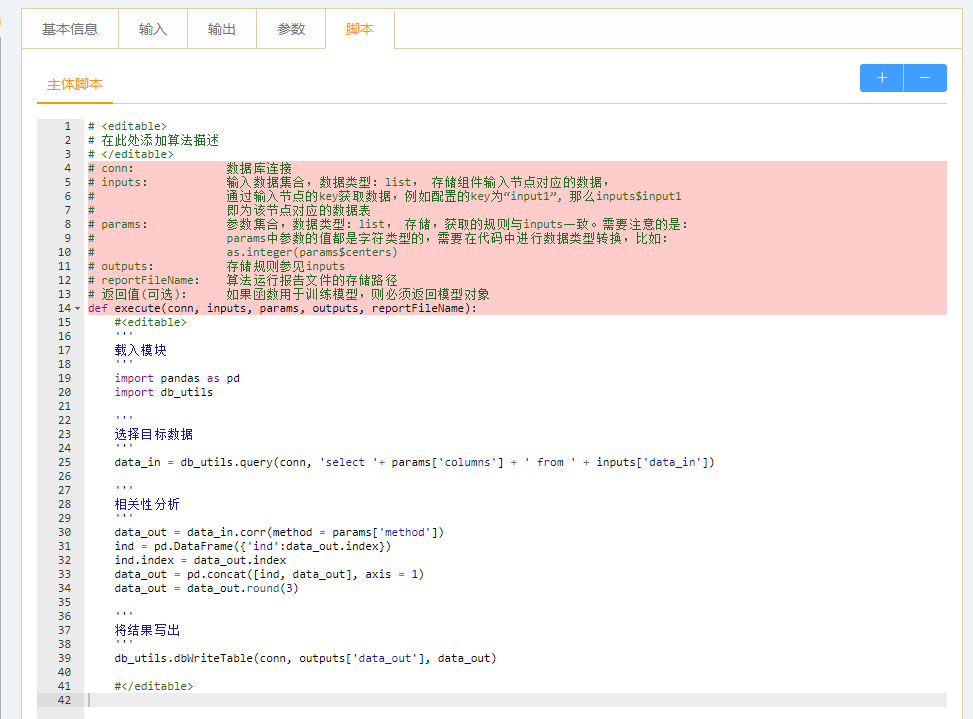 基本信息 输入 输出 参数 脚本
主体脚本 + −
1 # <editable>
2 # 在此处添加算法描述
3 # </editable>
4 # conn: 数据库连接
5 # inputs: 输入数据集合，数据类型：list， 存储组件输入节点对应的数据，
6 # 通过输入节点的key获取数据，例如配置的key为“input1”，那么inputs$input1
7 # 即为该节点对应的数据表
8 # params: 参数集合，数据类型：list， 存储，获取的规则与inputs一致。需要注意的是：
9 # params中参数的值都是字符类型的，需要在代码中进行数据类型转换，比如：
10 # as.integer(params$centers)
11 # outputs: 存储规则参见inputs
12 # reportFileName: 算法运行报告文件的存储路径
13 # 返回值(可选): 如果函数用于训练模型，则必须返回模型对象
14 def execute(conn, inputs, params, outputs, reportFileName):
15 #<editable>
16 '''
17 载入模块
18 '''
19 import pandas as pd
20 import db_utils
21
22 '''
23 选择目标数据
24 '''
25 data_in = db_utils.query(conn, 'select '+ params['columns'] + ' from ' + inputs['data_in'])
26
27 '''
28 相关性分析
29 '''
30 data_out = data_in.corr(method = params['method'])
31 ind = pd.DataFrame({'ind':data_out.index})
32 ind.index = data_out.index
33 data_out = pd.concat([ind, data_out], axis = 1)
34 data_out = data_out.round(3)
35
36 '''
37 将结果写出
38 '''
39 db_utils.dbWriteTable(conn, outputs['data_out'], data_out)
40
41 #</editable>
42